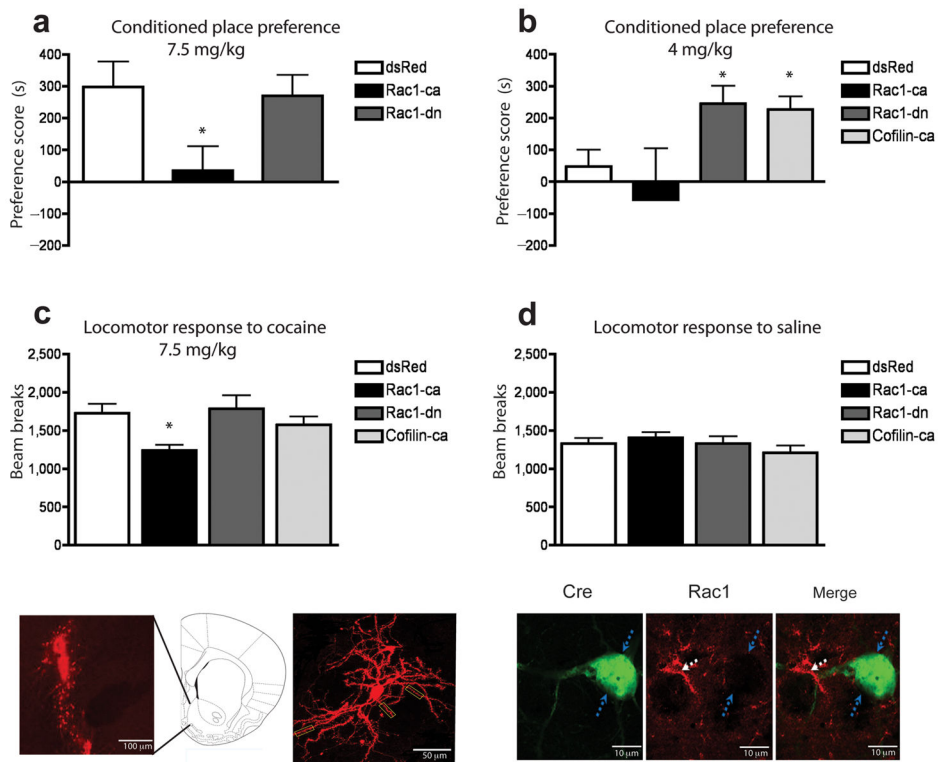 a
Conditioned place preference
7.5 mg/kg
Preference score (s)
400
300
200
100
0
–100
–200
*
dsRed
Rac1-ca
Rac1-dn
b
Conditioned place preference
4 mg/kg
Preference score (s)
400
300
200
100
0
–100
–200
*
*
dsRed
Rac1-ca
Rac1-dn
Cofilin-ca
c
Locomotor response to cocaine
7.5 mg/kg
Beam breaks
2,500
2,000
1,500
1,000
500
0
*
dsRed
Rac1-ca
Rac1-dn
Cofilin-ca
d
Locomotor response to saline
Beam breaks
2,500
2,000
1,500
1,000
500
0
dsRed
Rac1-ca
Rac1-dn
Cofilin-ca
100 μm
50 μm
Cre
Rac1
Merge
10 μm
10 μm
10 μm